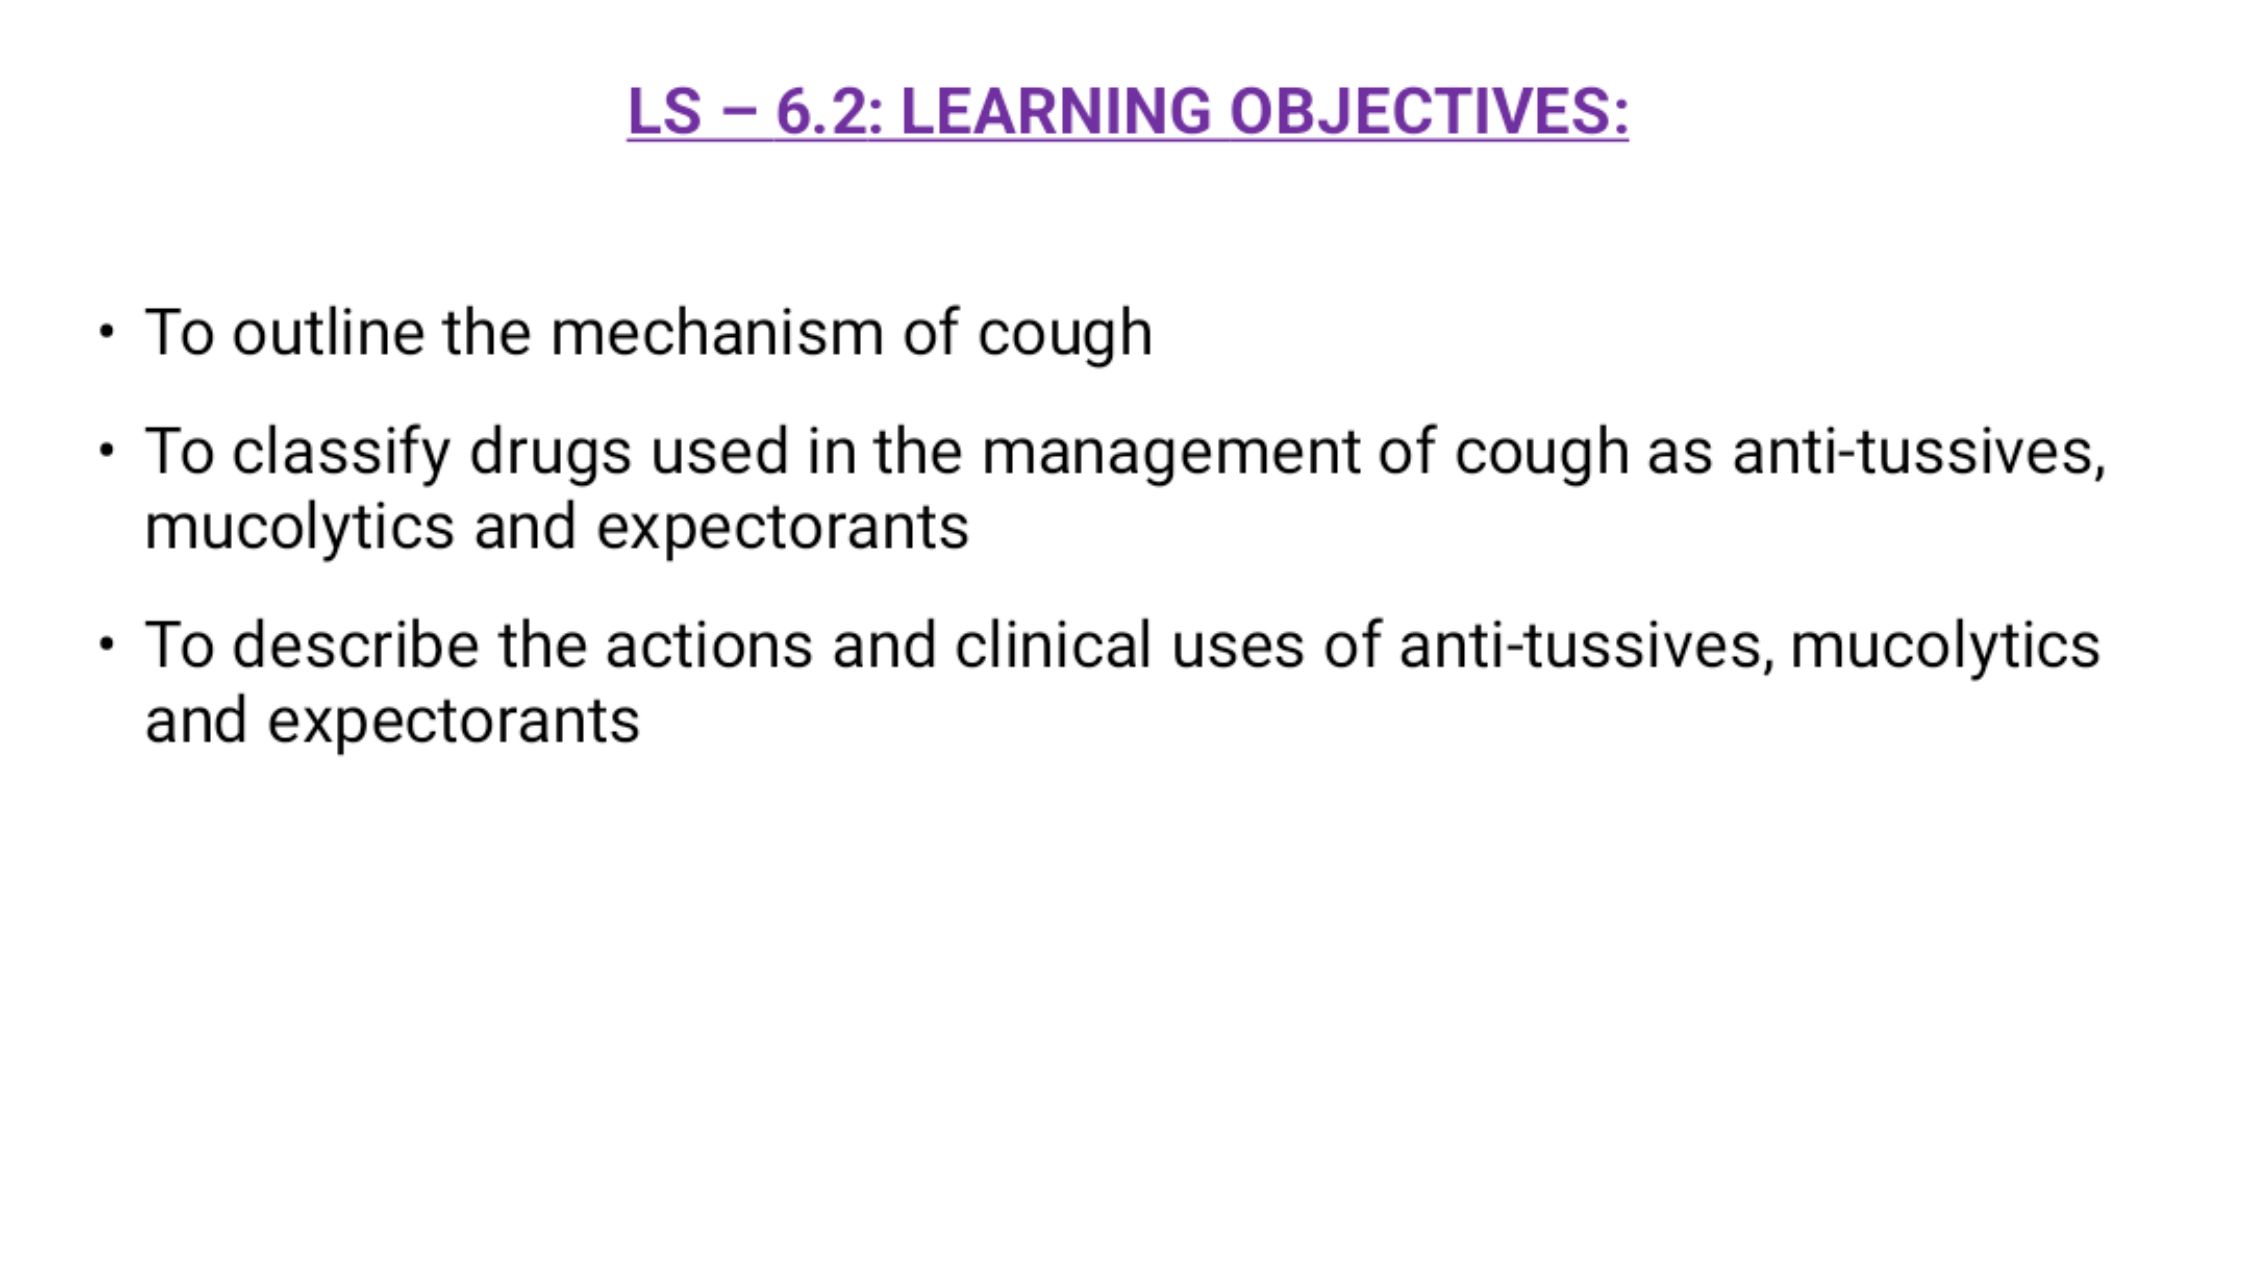 LS – 6.2: LEARNING OBJECTIVES:
• To outline the mechanism of cough
• To classify drugs used in the management of cough as anti-tussives,
mucolytics and expectorants
• To describe the actions and clinical uses of anti-tussives, mucolytics
and expectorants